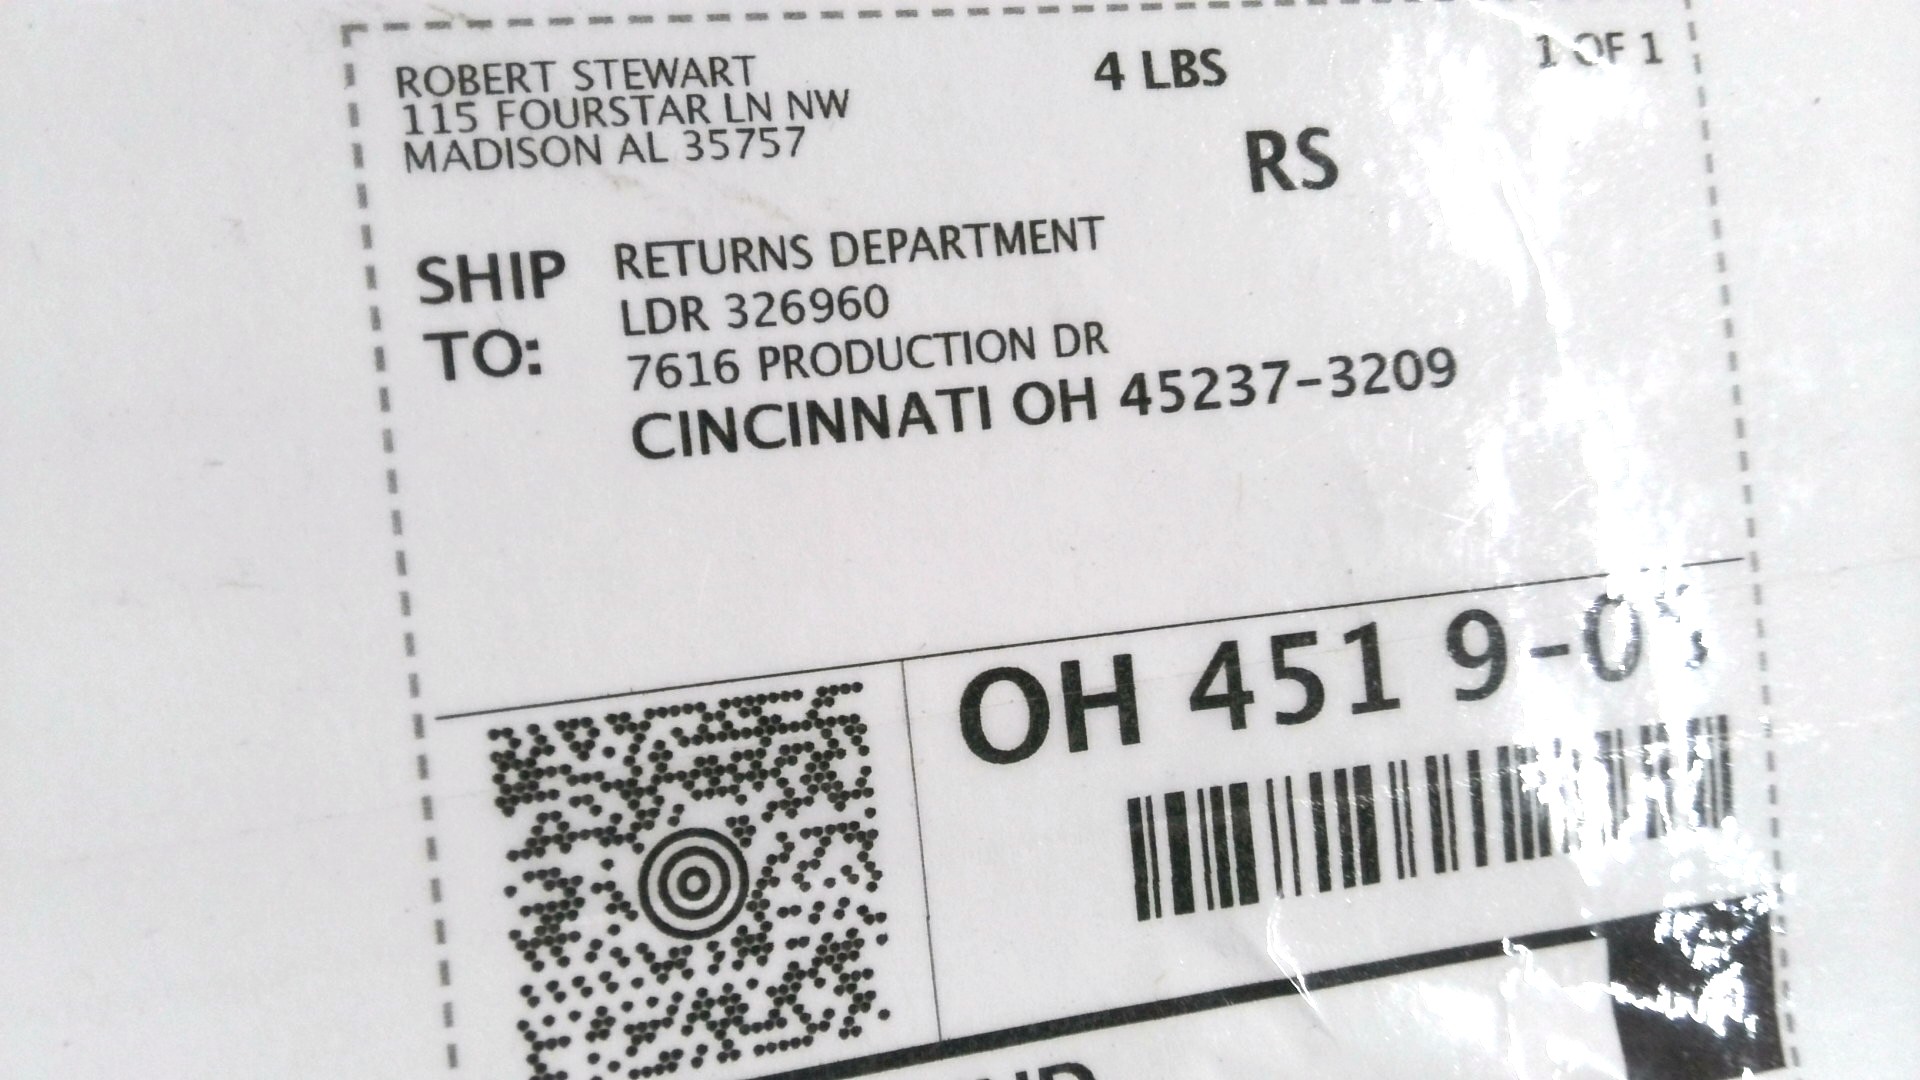 ROBERT STEWART
115 FOURSTAR LN NW
MADISON AL 35757
4 LBS
1 OF 1
RS
SHIP TO:
RETURNS DEPARTMENT
LDR 326960
7616 PRODUCTION DR
CINCINNATI OH 45237-3209
OH 451 9-03